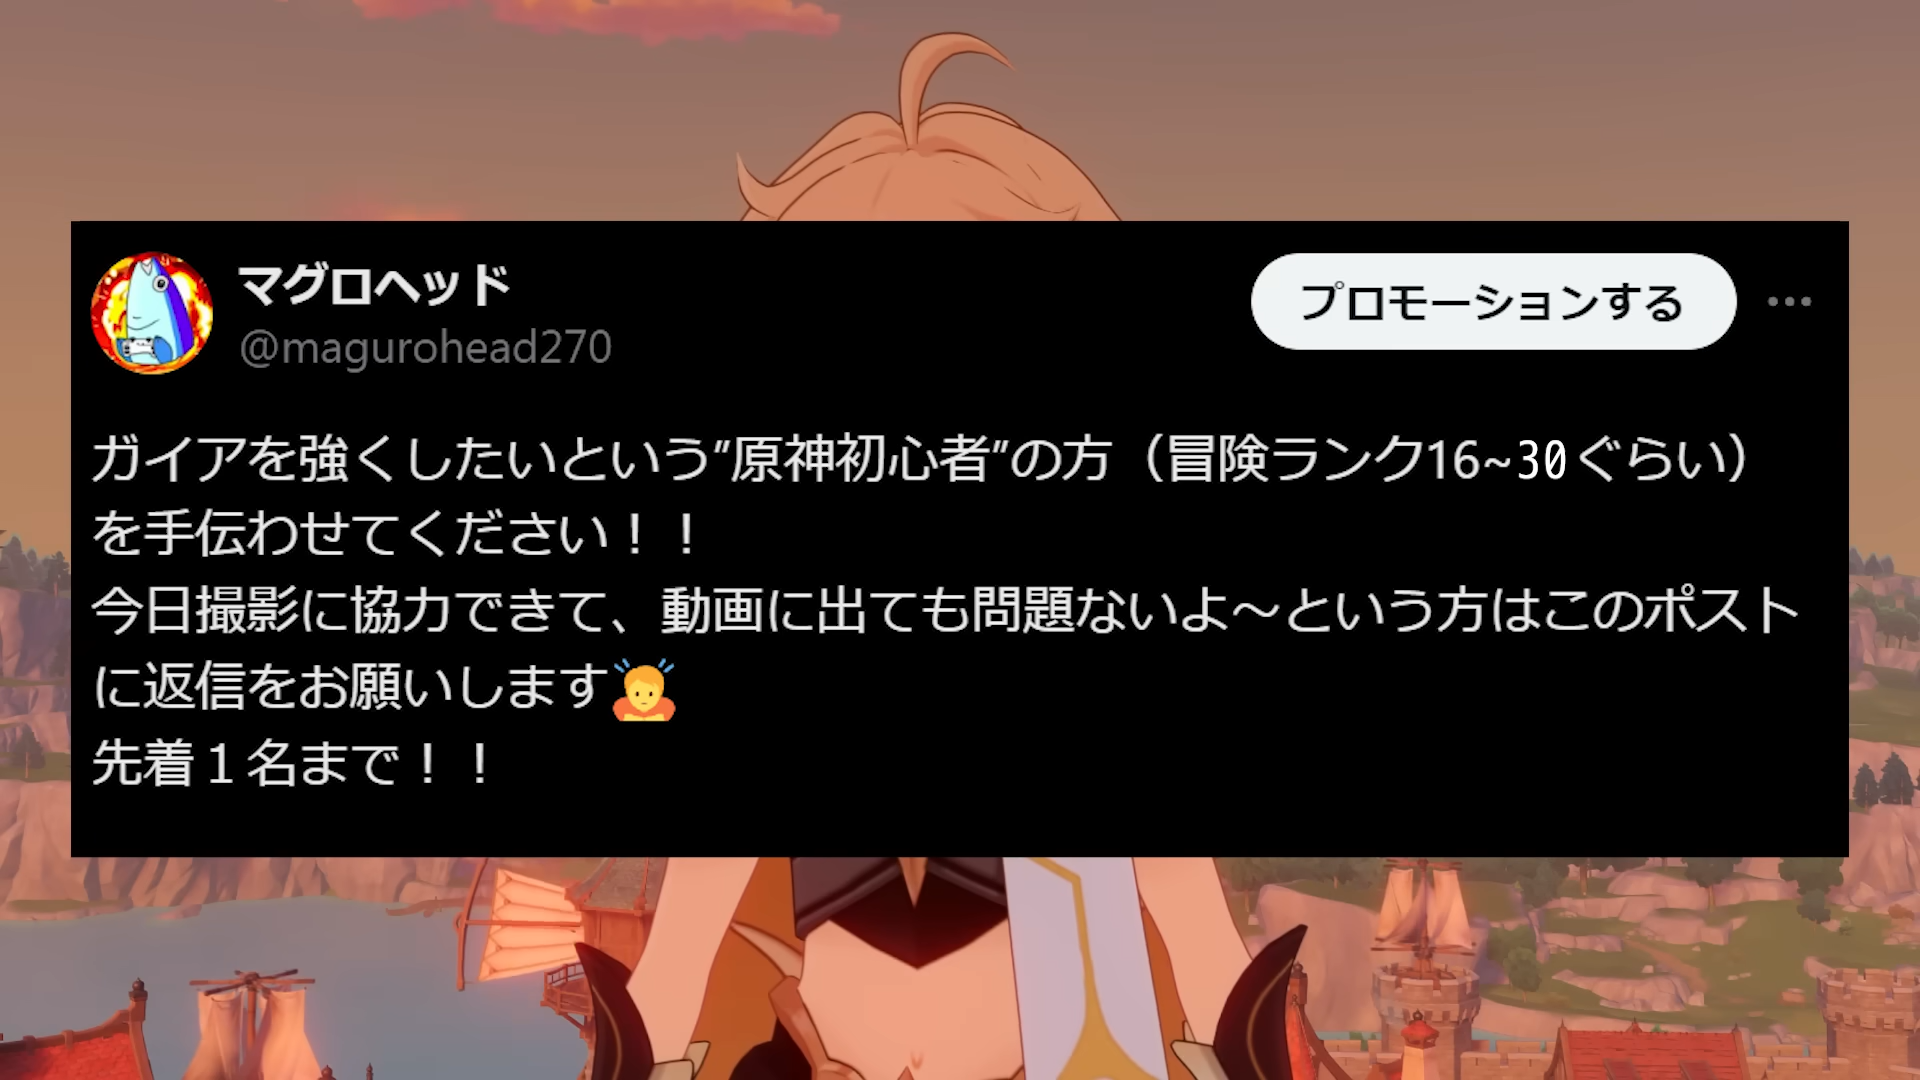 マグロヘッド
@magurohead270
プロモーションする
ガイアを強くしたいという”原神初心者”の方（冒険ランク16~30ぐらい）
を手伝わせてください！！
今日撮影に協力できて、動画に出ても問題ないよ～という方はこのポスト
に返信をお願いします🙇
先着１名まで！！